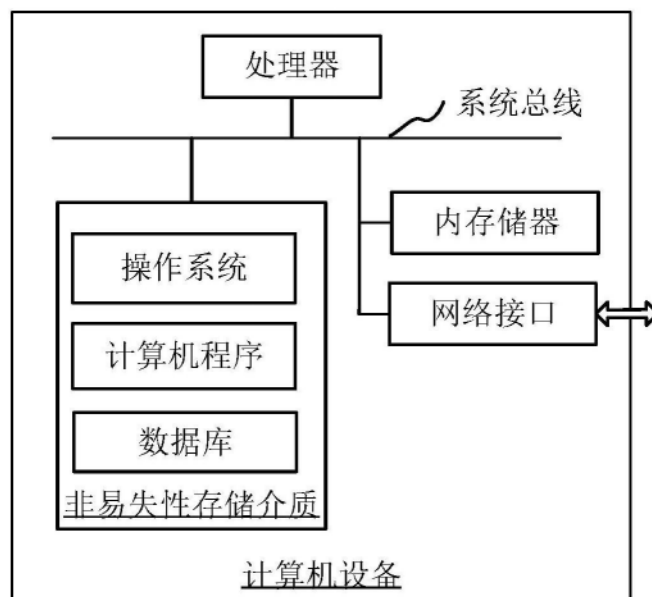 处理器
系统总线
内存储器
操作系统
网络接口
计算机程序
数据库
非易失性存储介质
计算机设备